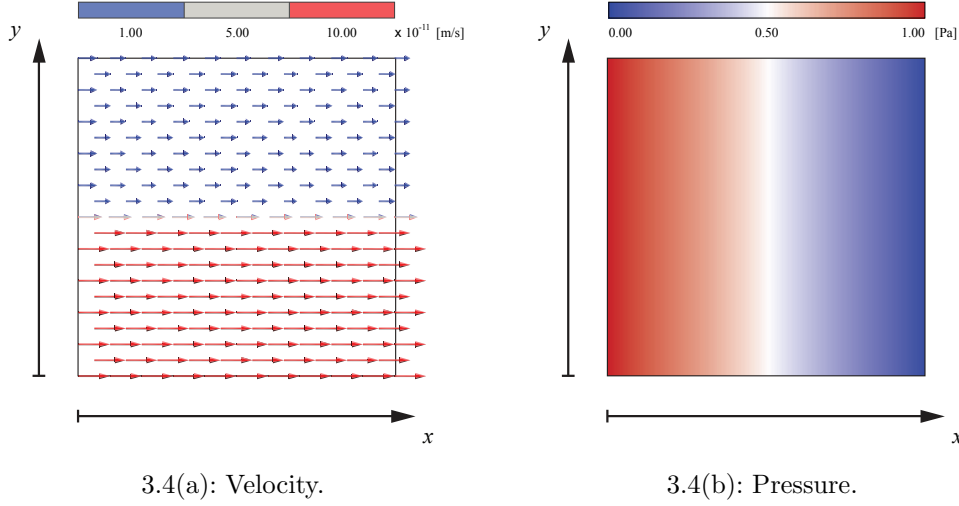 1.00 5.00 10.00 x 10⁻¹¹ [m/s]
y
x
3.4(a): Velocity.
0.00 0.50 1.00 [Pa]
y
x
3.4(b): Pressure.